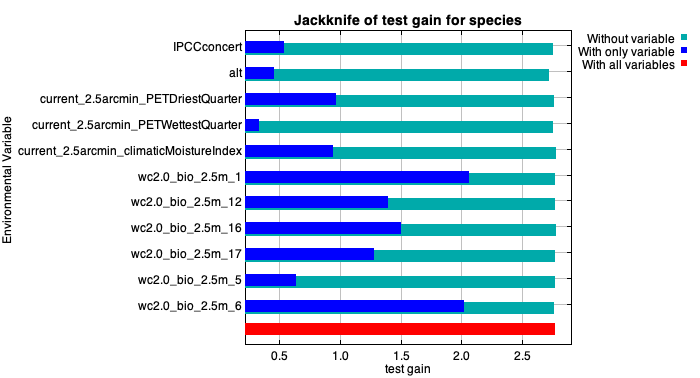 Jackknife of test gain for species
Without variable
With only variable
With all variables
Environmental Variable
IPCCconcert
alt
current_2.5arcmin_PETDriestQuarter
current_2.5arcmin_PETWettestQuarter
current_2.5arcmin_climaticMoistureIndex
wc2.0_bio_2.5m_1
wc2.0_bio_2.5m_12
wc2.0_bio_2.5m_16
wc2.0_bio_2.5m_17
wc2.0_bio_2.5m_5
wc2.0_bio_2.5m_6
0.5 1.0 1.5 2.0 2.5
test gain